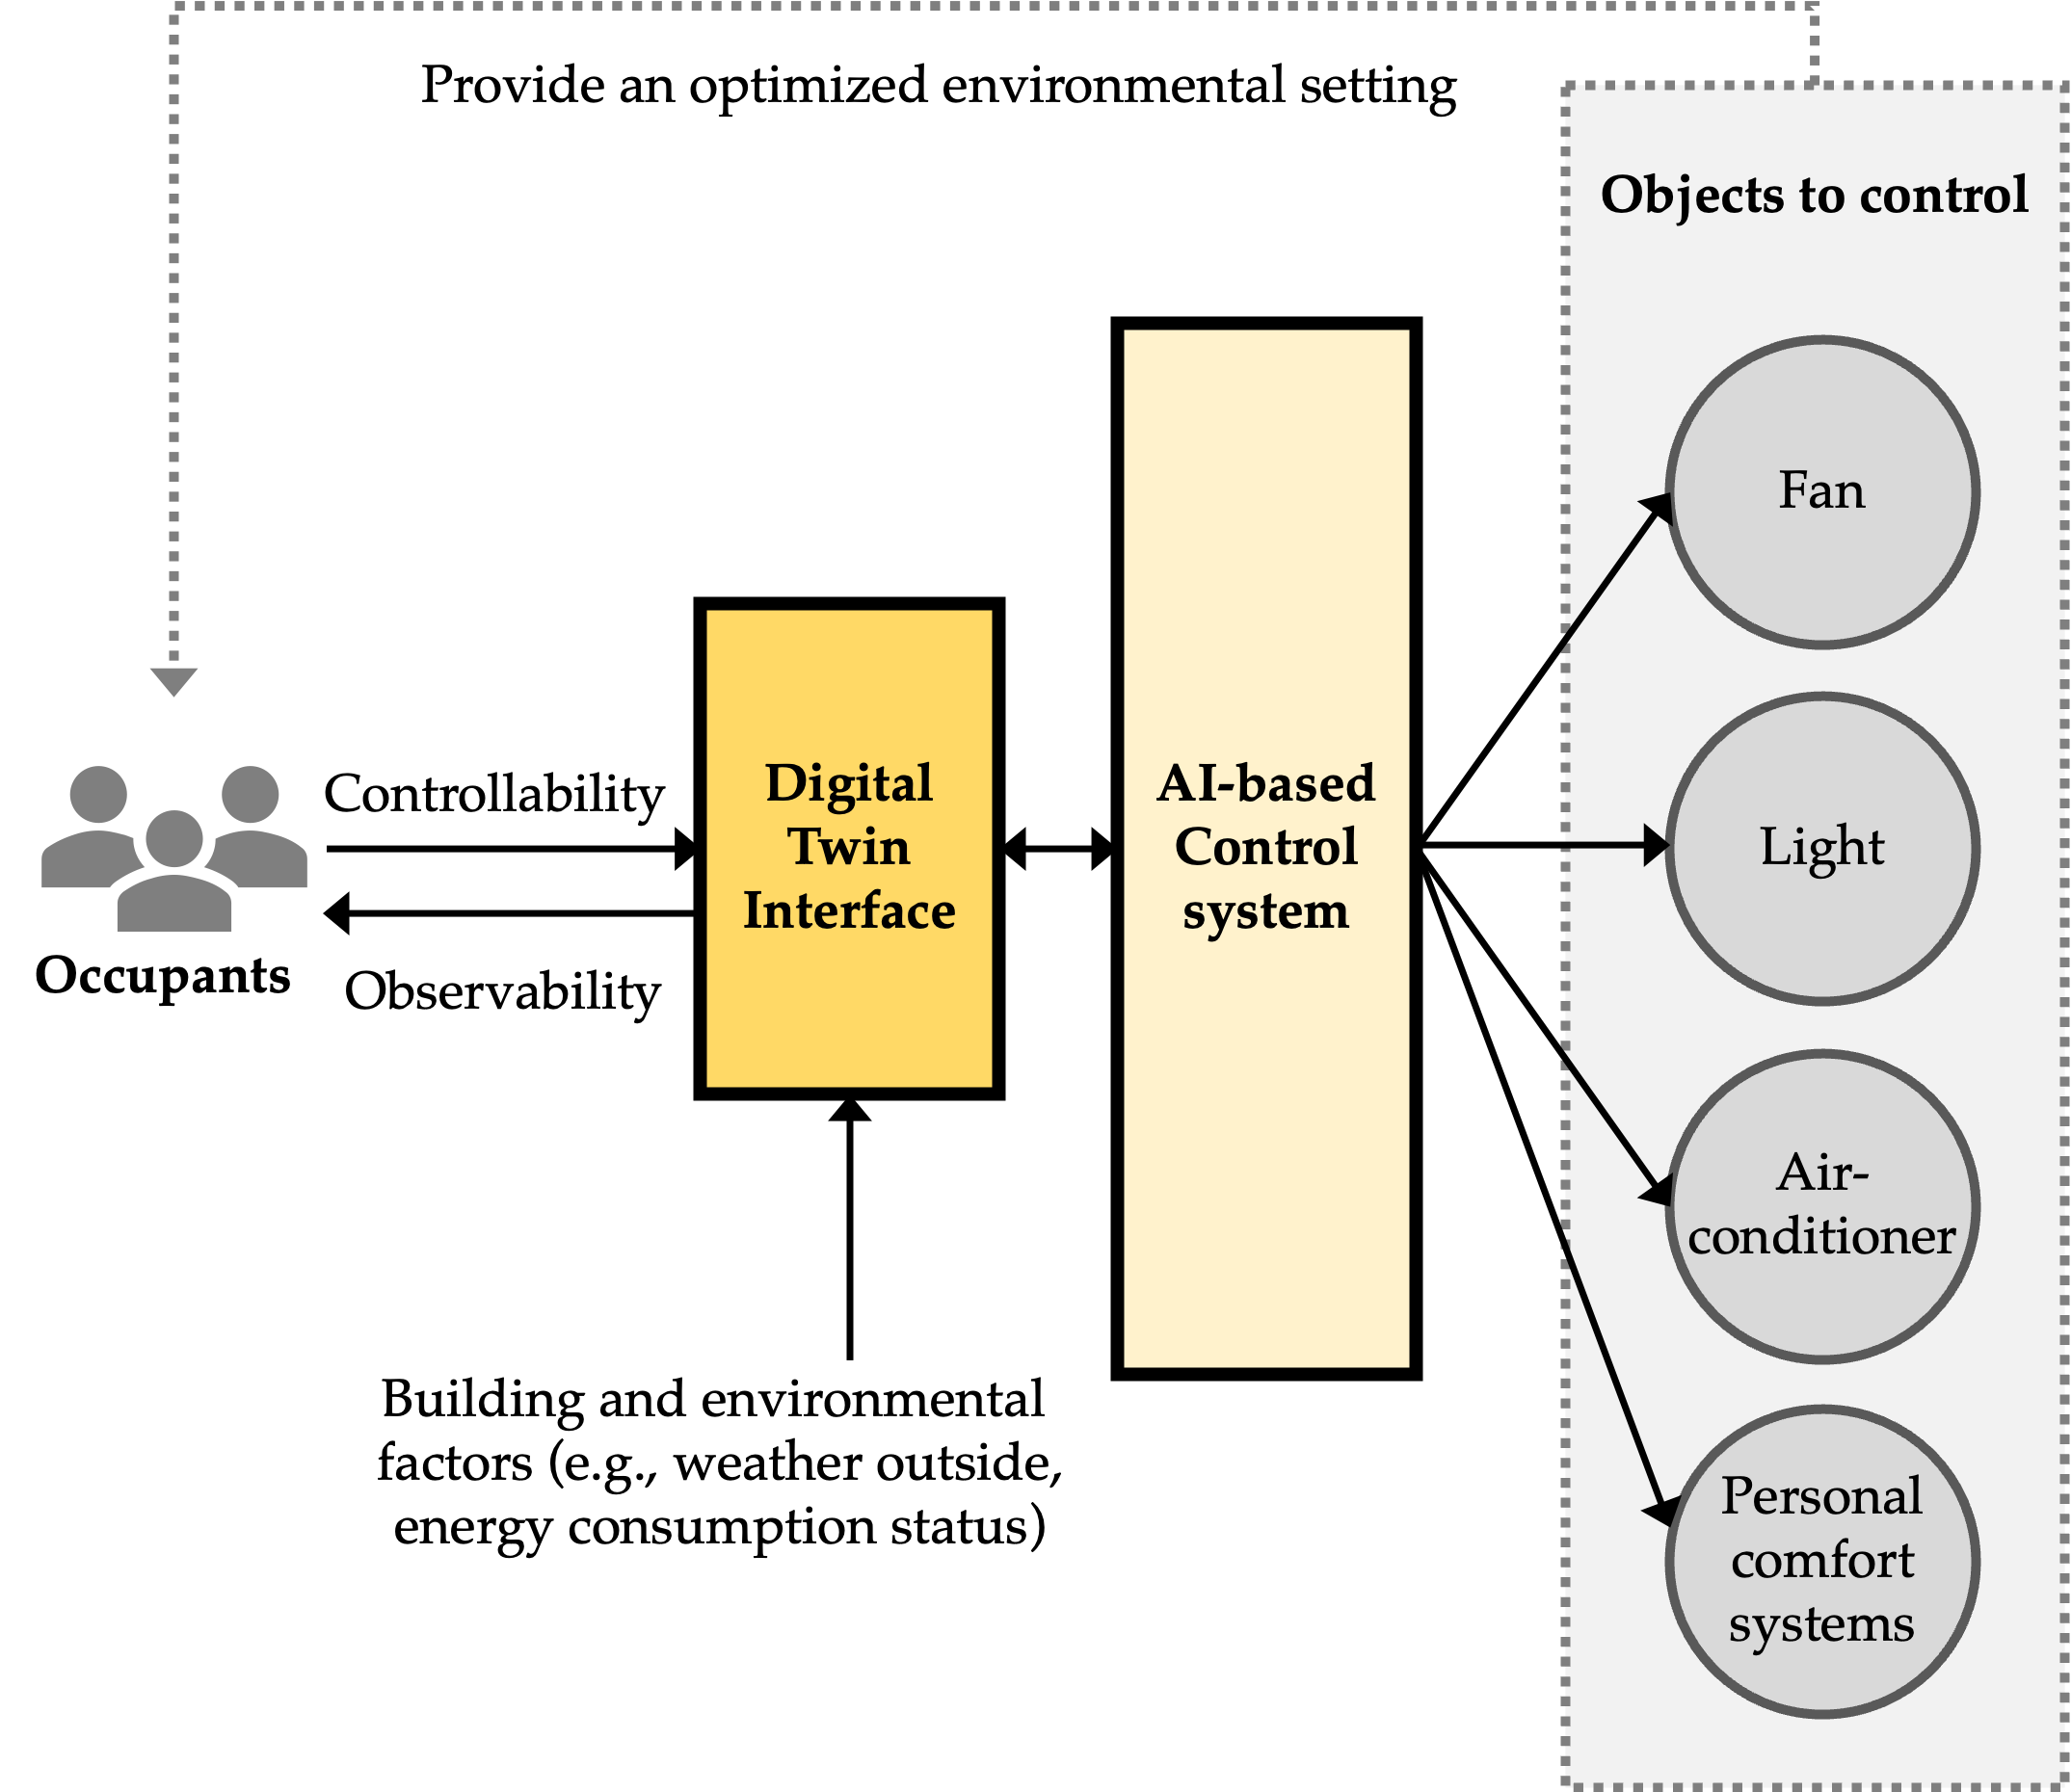 Provide an optimized environmental setting
Objects to control
Fan
Controllability
Digital
Twin
Interface
AI-based
Control
system
Light
Occupants
Observability
Air-
conditioner
Building and environmental
factors (e.g., weather outside,
energy consumption status)
Personal
comfort
systems